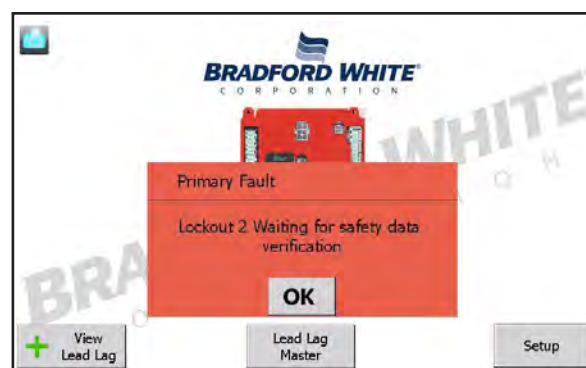 BRADFORD WHITE
CORPORATION
Primary Fault
Lockout 2 Waiting for safety data
verification
OK
View
Lead Lag
Lead Lag
Master
Setup